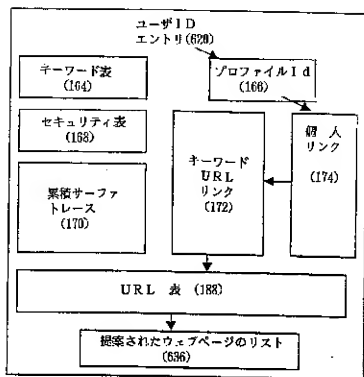 ユーザID
エントリ(620)
キーワード表
(164)
プロファイルId
(166)
セキュリティ表
(168)
キーワード
URL
リンク
(172)
個人
リンク
(174)
累積サーファ
トレース
(170)
URL 表 (188)
提案されたウェブページのリスト
(636)